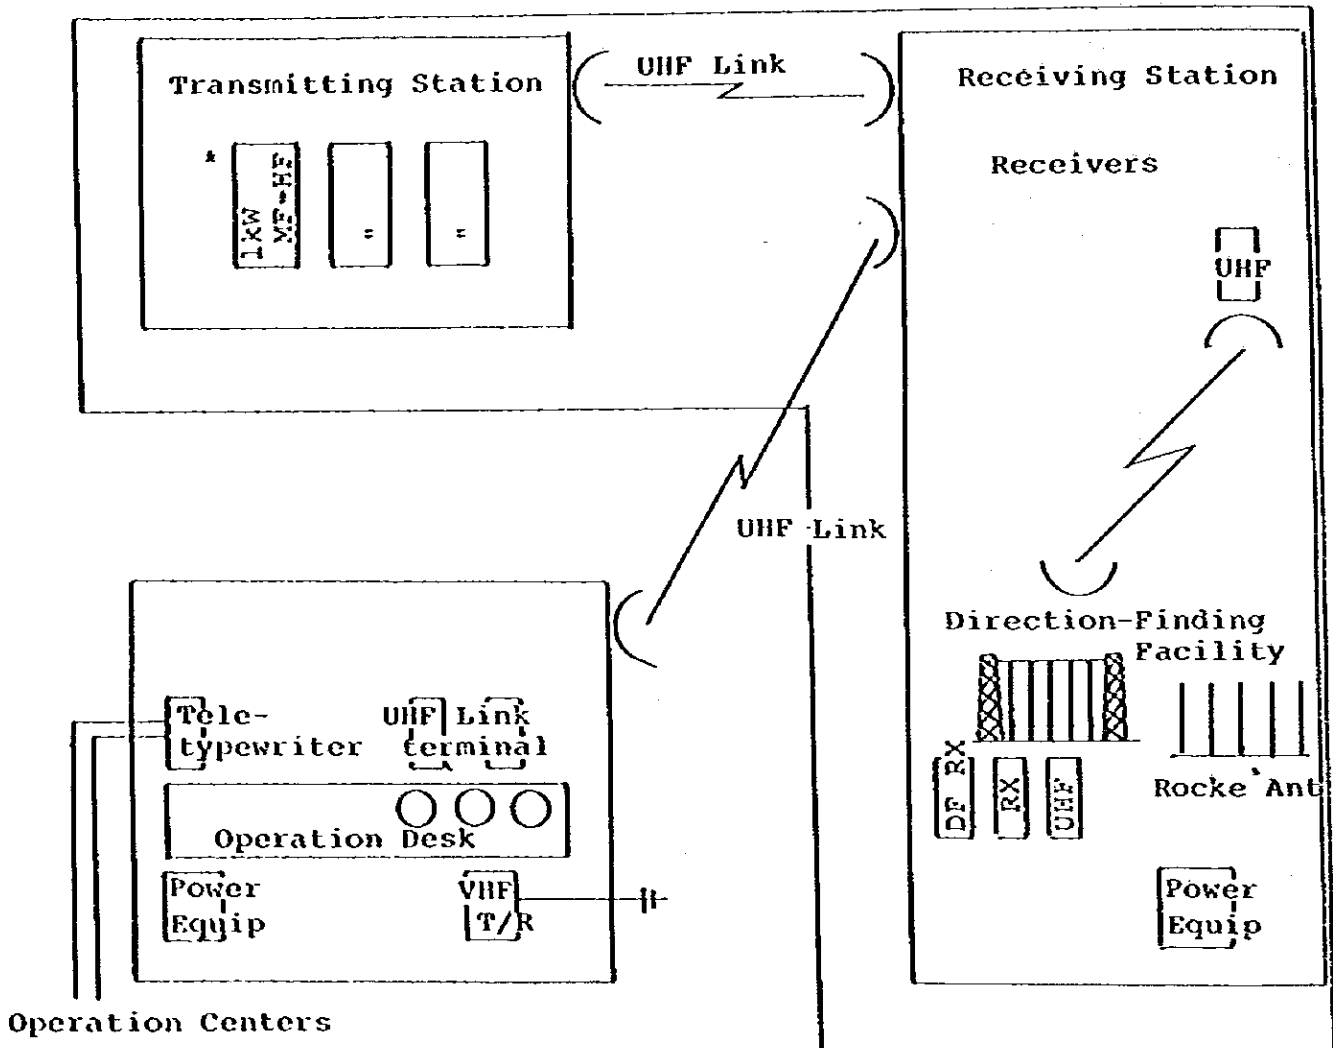 Transmitting Station
UHF Link
Receiving Station
*
1kW
MF-HF
"
"
Receivers
UHF
UHF Link
Direction-Finding
Facility
DF RX
RX
UHF
Rocke'Ant
Power
Equip
Tele-
typewriter
UHF Link
terminal
Operation Desk
Power
Equip
VHF
T/R
Operation Centers